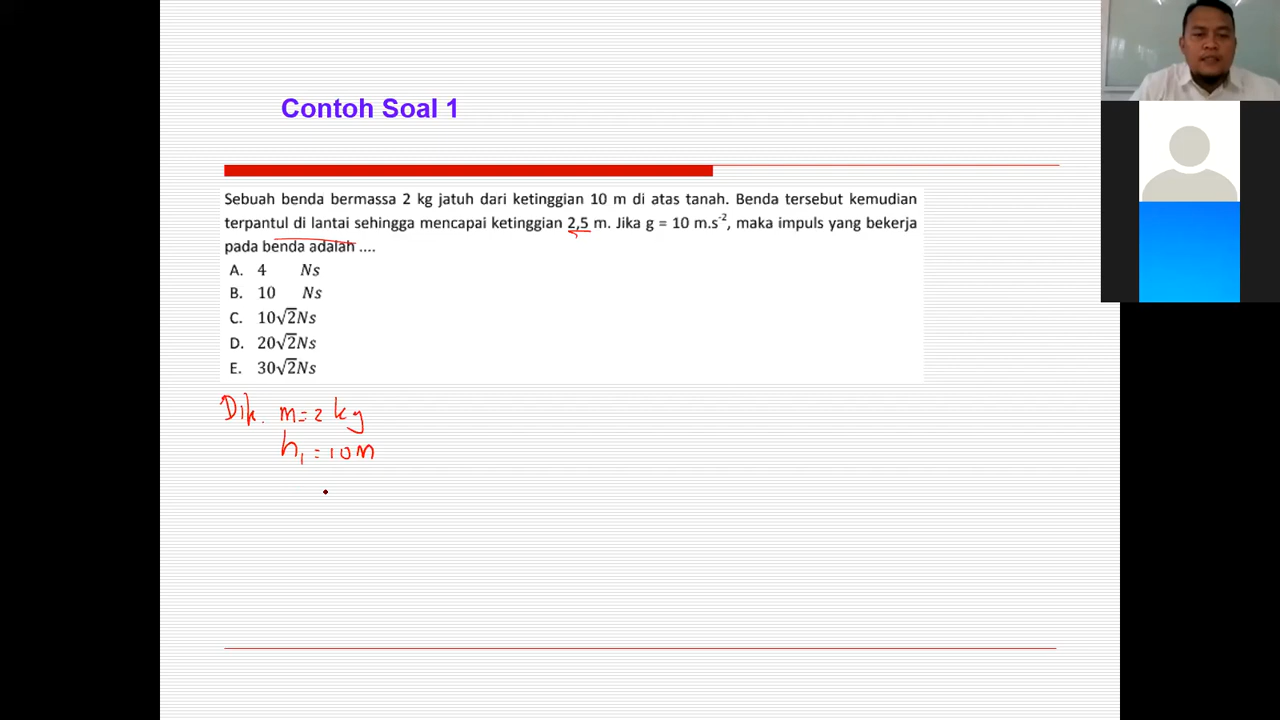 Contoh Soal 1
Sebuah benda bermassa 2 kg jatuh dari ketinggian 10 m di atas tanah. Benda tersebut kemudian
terpantul di lantai sehingga mencapai ketinggian 2,5 m. Jika g = 10 m.s⁻², maka impuls yang bekerja
pada benda adalah ....
A. 4 Ns
B. 10 Ns
C. 10√2Ns
D. 20√2Ns
E. 30√2Ns
Dik. m = 2 kg
h₁ = 10 m